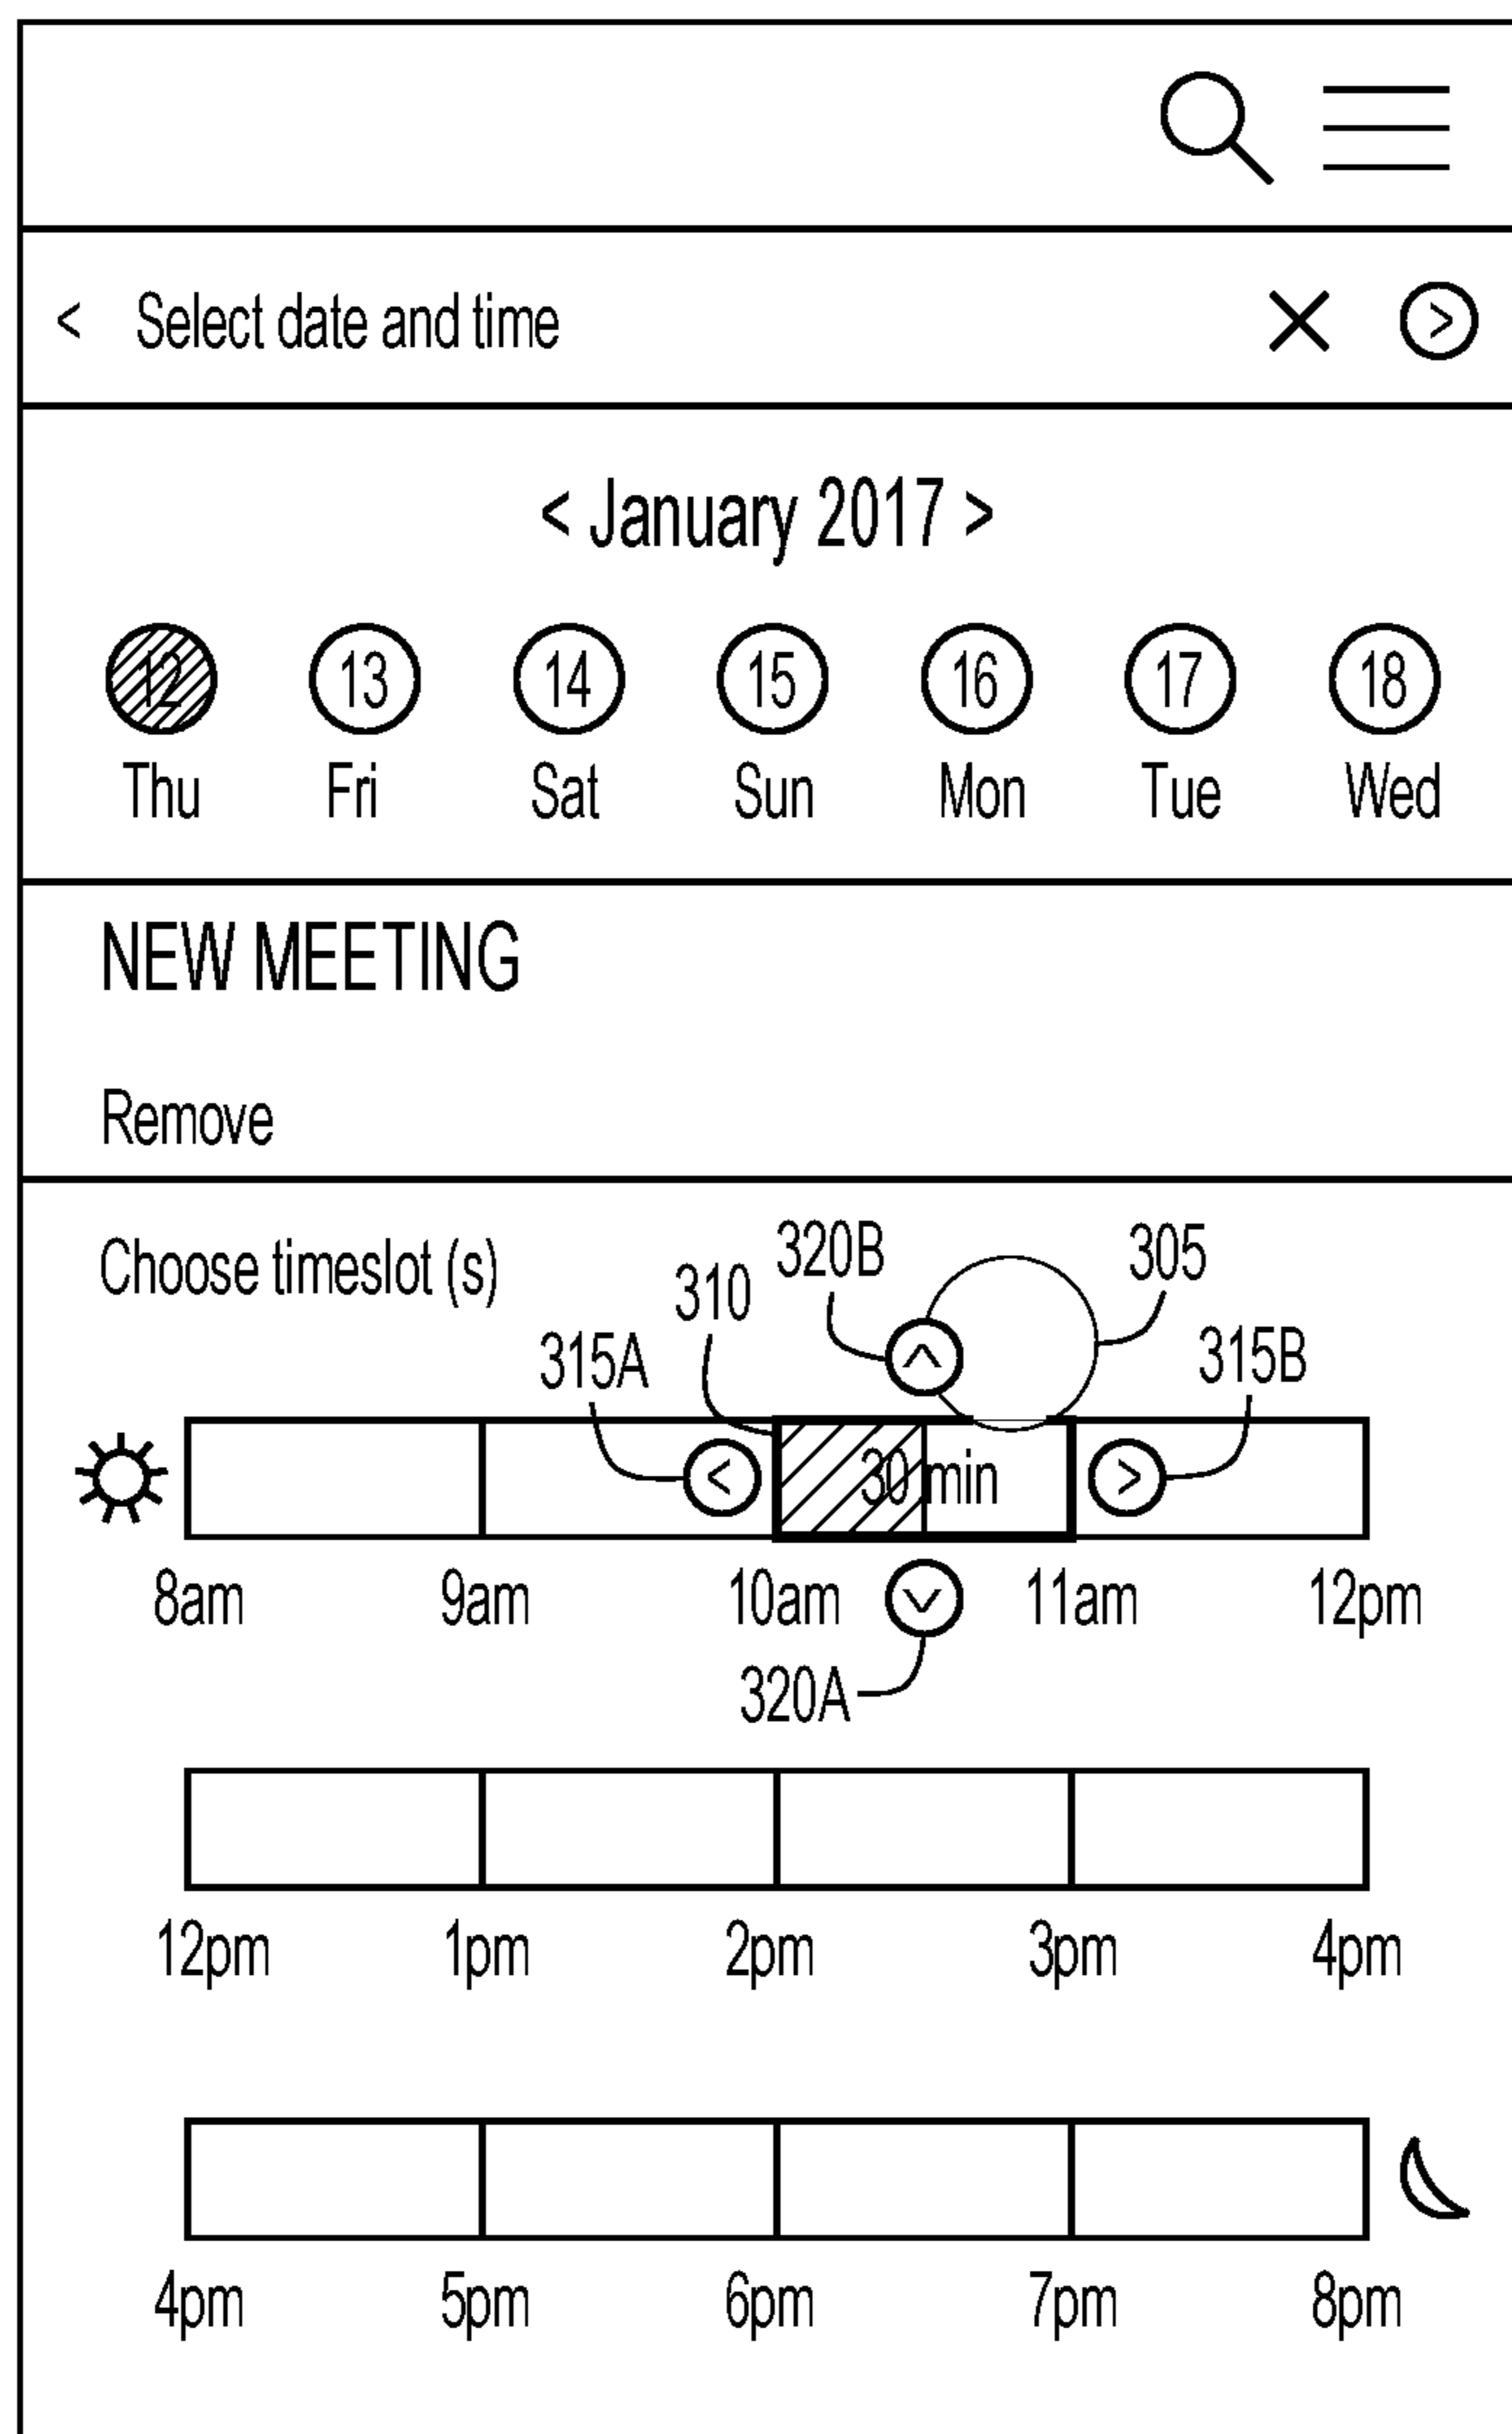 < Select date and time
< January 2017 >
12 13 14 15 16 17 18
Thu Fri Sat Sun Mon Tue Wed
NEW MEETING
Remove
Choose timeslot (s)
320B
305
310
315A
315B
30 min
8am 9am 10am 11am 12pm
320A
12pm 1pm 2pm 3pm 4pm
4pm 5pm 6pm 7pm 8pm